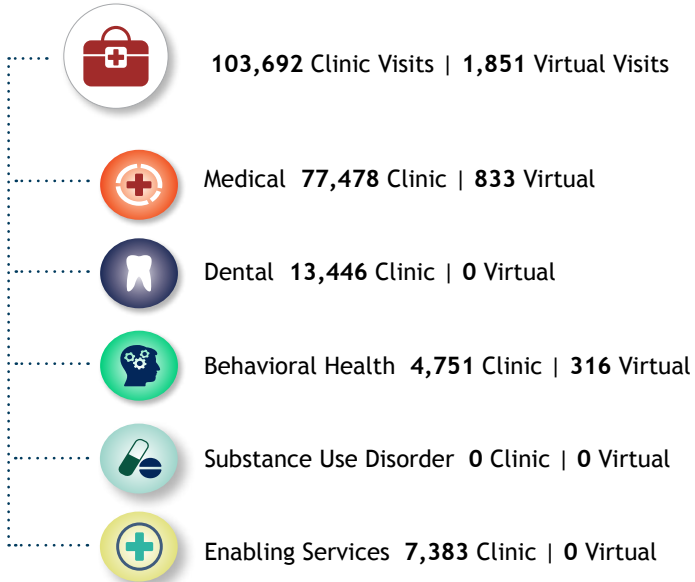 103,692 Clinic Visits | 1,851 Virtual Visits
Medical 77,478 Clinic | 833 Virtual
Dental 13,446 Clinic | 0 Virtual
Behavioral Health 4,751 Clinic | 316 Virtual
Substance Use Disorder 0 Clinic | 0 Virtual
Enabling Services 7,383 Clinic | 0 Virtual